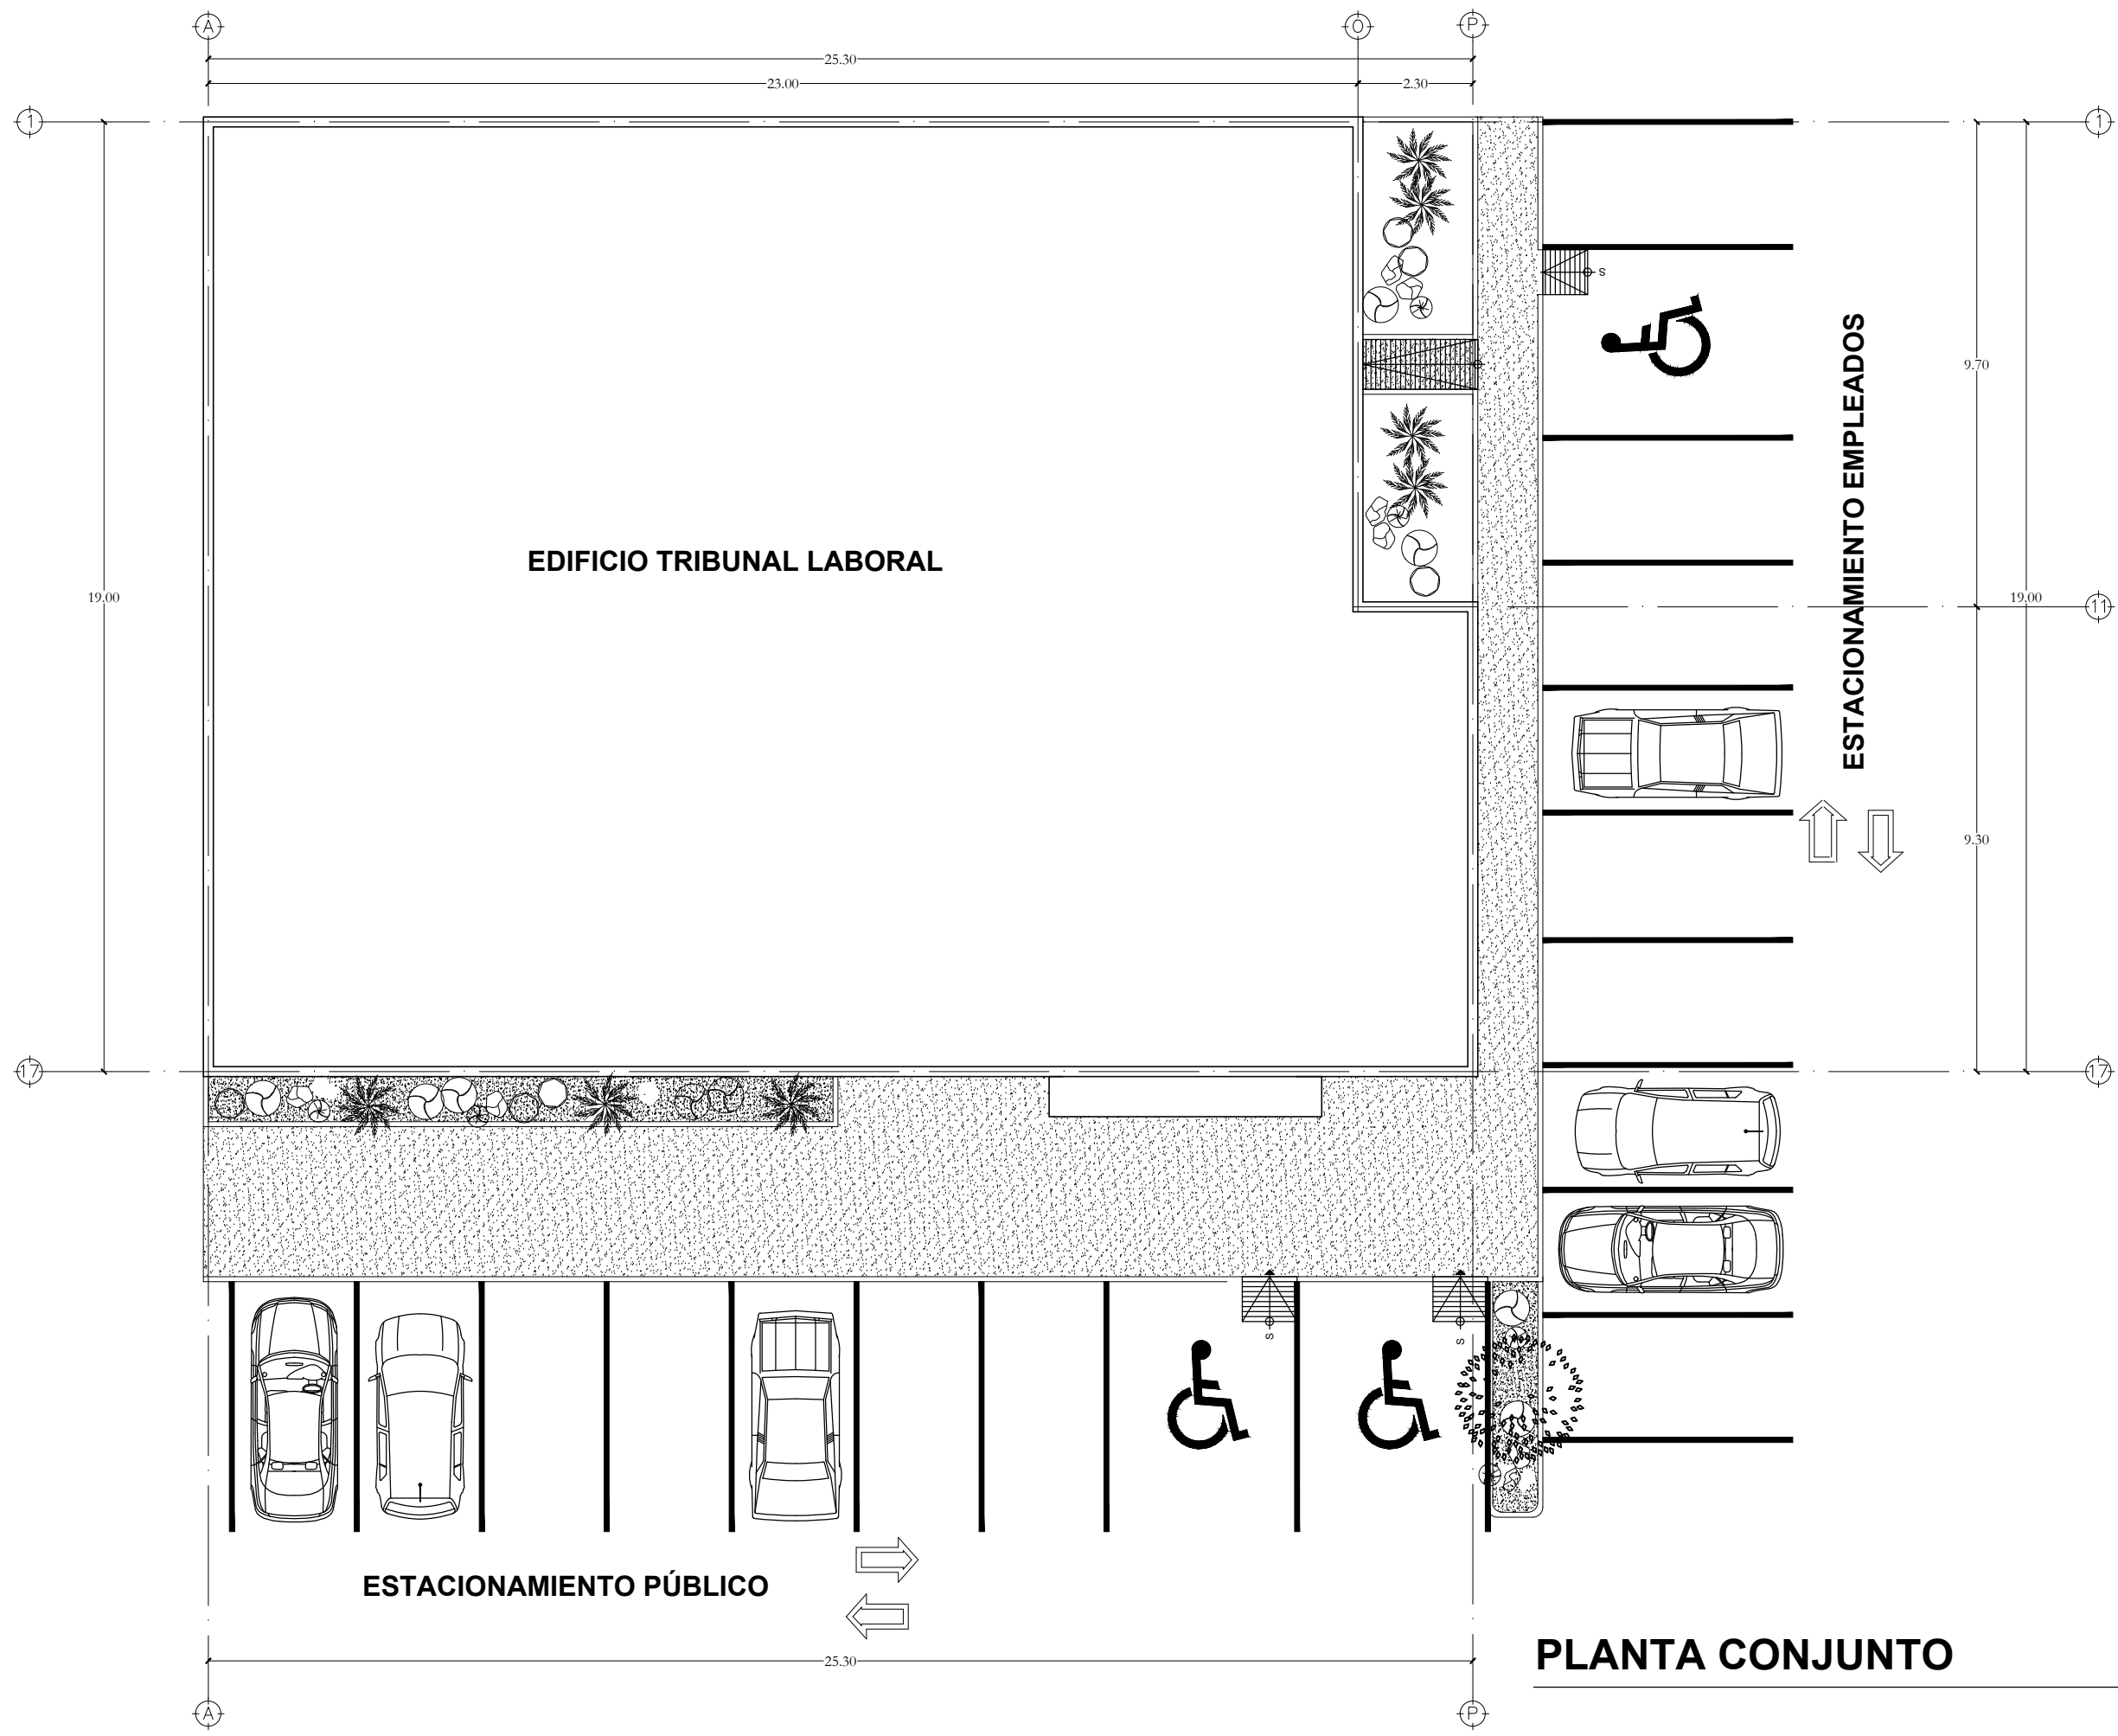 A
O
P
25.30
23.00
2.30
1
1
S
9.70
ESTACIONAMIENTO EMPLEADOS
EDIFICIO TRIBUNAL LABORAL
19.00
19.00
11
9.30
17
17
S
S
ESTACIONAMIENTO PÚBLICO
25.30
PLANTA CONJUNTO
A
P